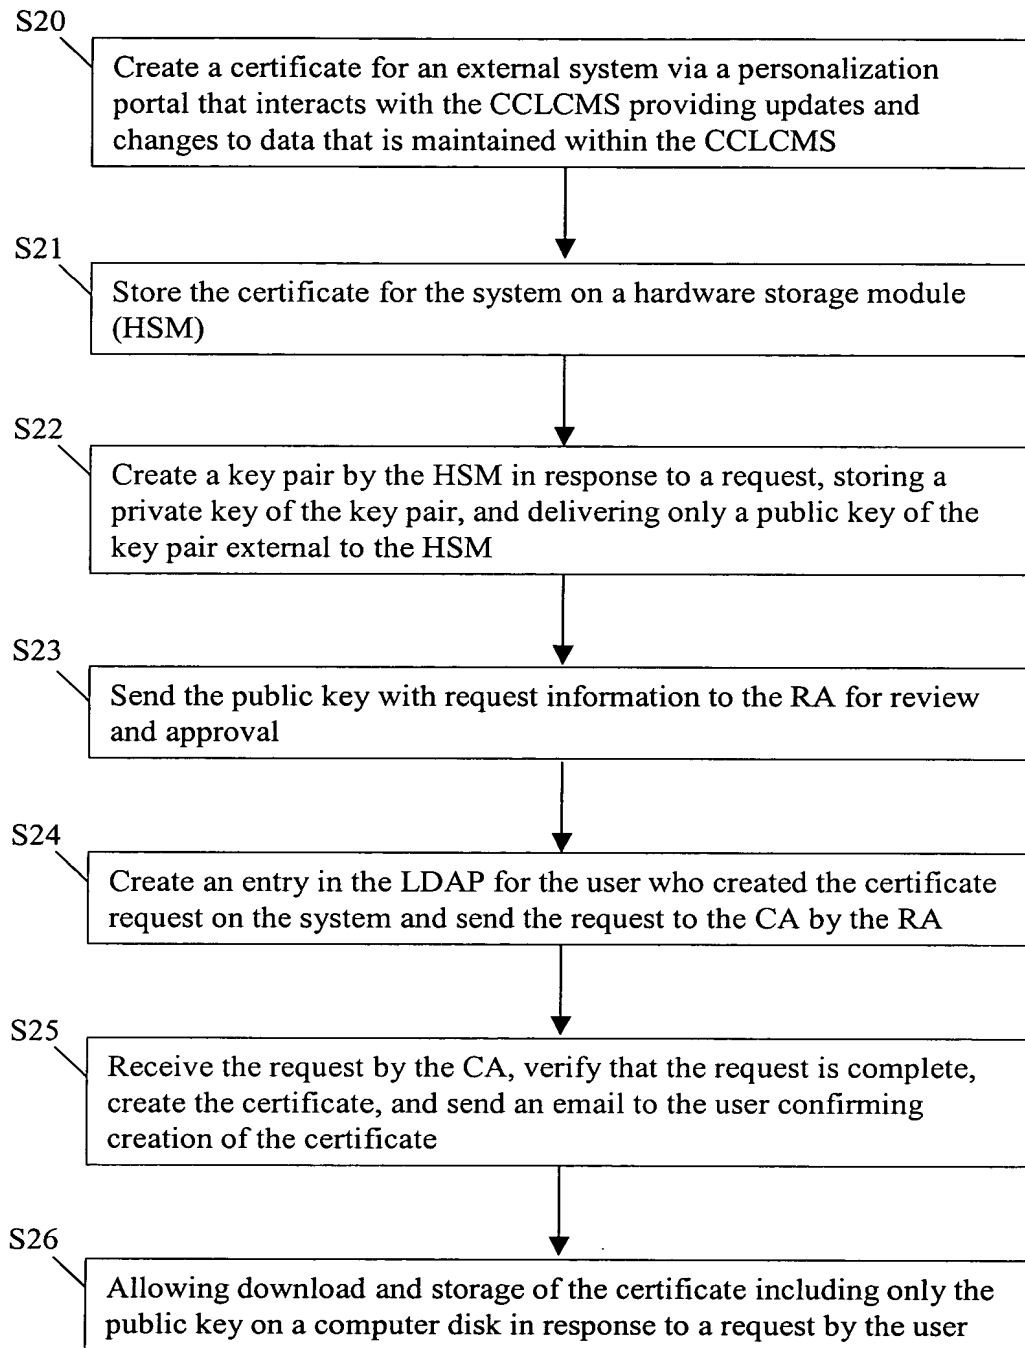 S20
Create a certificate for an external system via a personalization
portal that interacts with the CCLCMS providing updates and
changes to data that is maintained within the CCLCMS
S21
Store the certificate for the system on a hardware storage module
(HSM)
S22
Create a key pair by the HSM in response to a request, storing a
private key of the key pair, and delivering only a public key of the
key pair external to the HSM
S23
Send the public key with request information to the RA for review
and approval
S24
Create an entry in the LDAP for the user who created the certificate
request on the system and send the request to the CA by the RA
S25
Receive the request by the CA, verify that the request is complete,
create the certificate, and send an email to the user confirming
creation of the certificate
S26
Allowing download and storage of the certificate including only the
public key on a computer disk in response to a request by the user